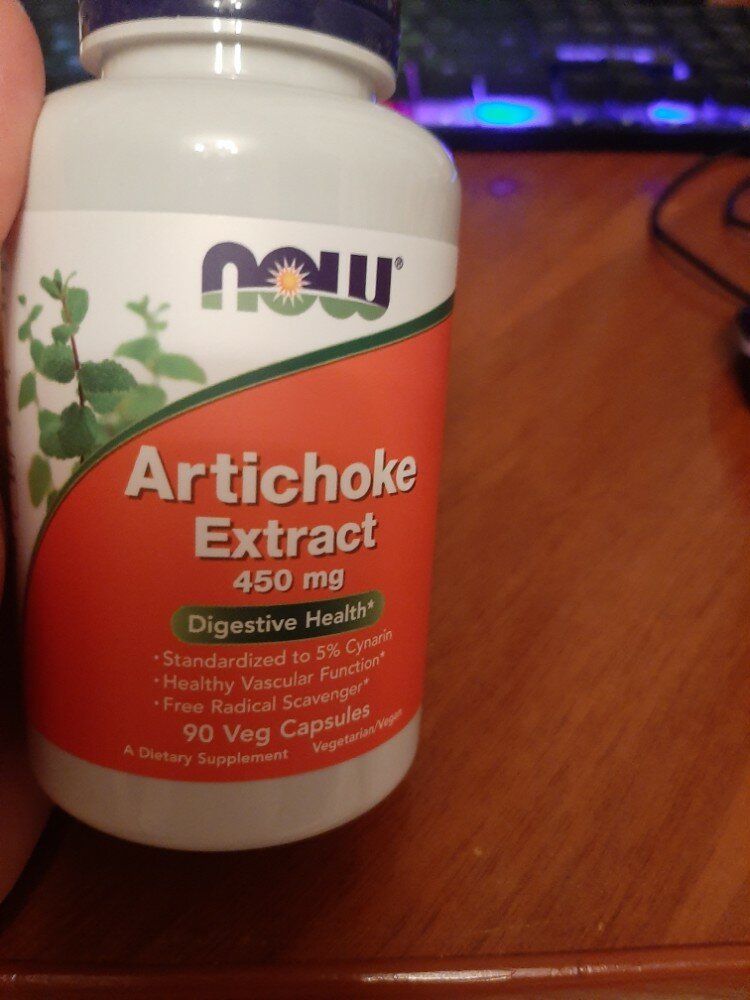 NOW®
Artichoke
Extract
450 mg
Digestive Health*
• Standardized to 5% Cynarin
• Healthy Vascular Function*
• Free Radical Scavenger*
90 Veg Capsules
A Dietary Supplement Vegetarian/Vegan